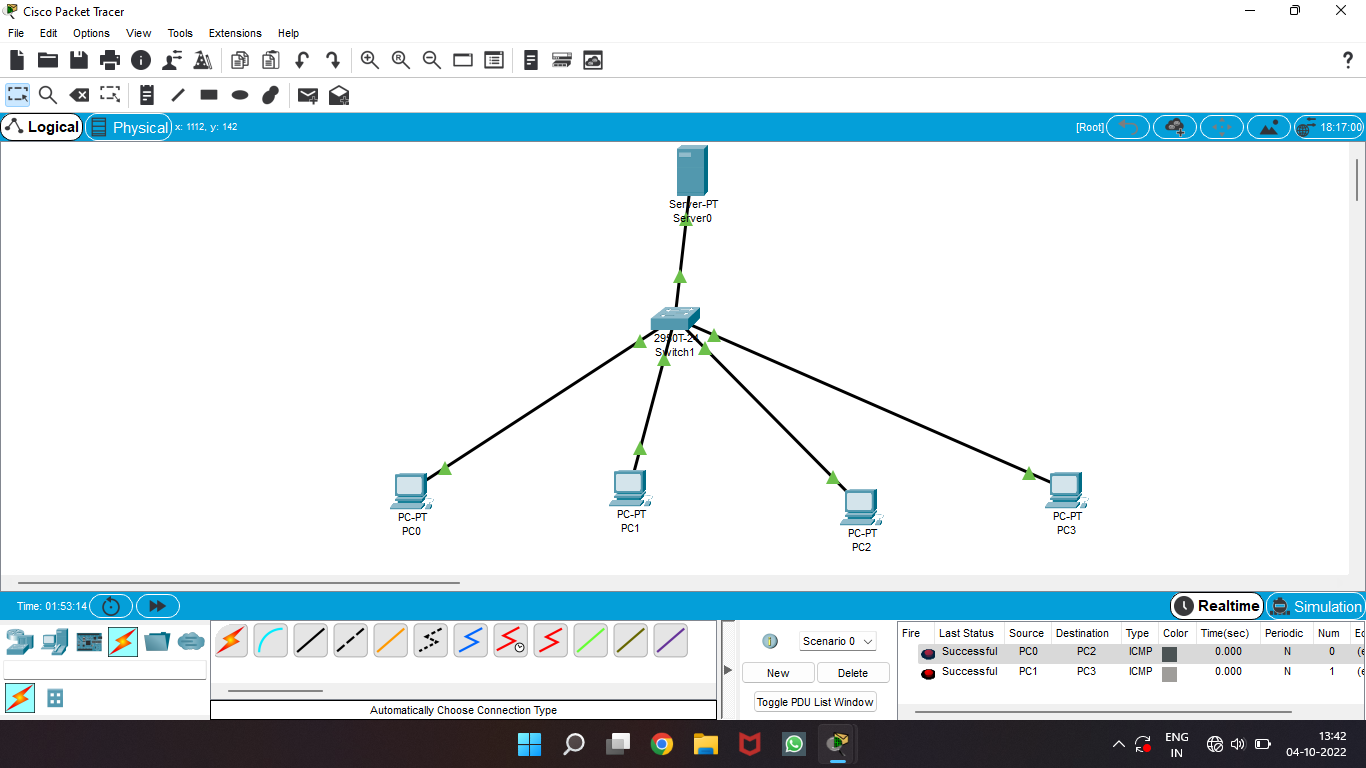 Cisco Packet Tracer
File Edit Options View Tools Extensions Help
Logical Physical x: 1112, y: 142 [Root] 18:17:00
Server-PT
Server0
2950T-24
Switch1
PC-PT
PC0
PC-PT
PC1
PC-PT
PC2
PC-PT
PC3
Time: 01:53:14 Realtime Simulation
Scenario 0
New Delete
Toggle PDU List Window
Automatically Choose Connection Type
Fire Last Status Source Destination Type Color Time(sec) Periodic Num Ec
Successful PC0 PC2 ICMP 0.000 N 0 (e
Successful PC1 PC3 ICMP 0.000 N 1 (e
ENG
IN
13:42
04-10-2022